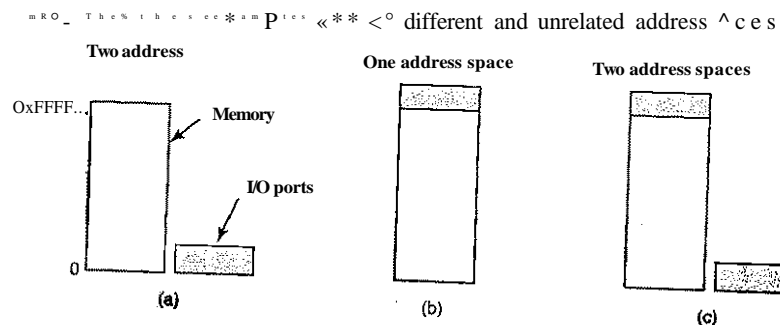 different and unrelated address
Two address
One address space
Two address spaces
OxFFFF...
Memory
I/O ports
0
(a)
(b)
(c)